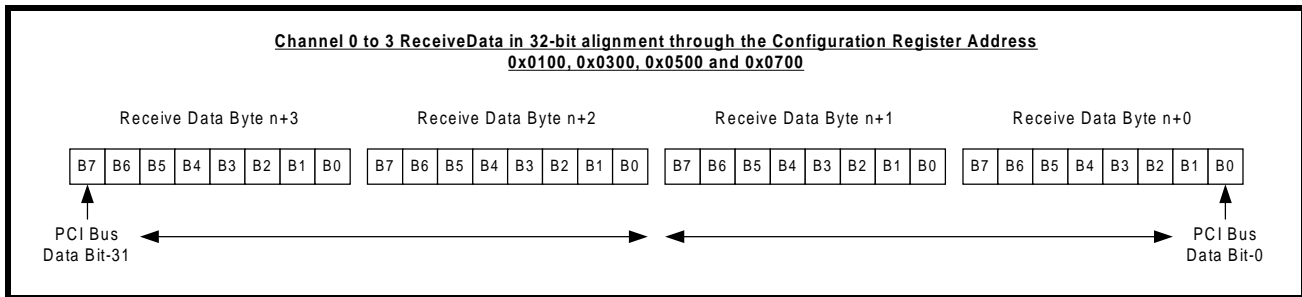 Channel 0 to 3 ReceiveData in 32-bit alignment through the Configuration Register Address
0x0100, 0x0300, 0x0500 and 0x0700
Receive Data Byte n+3 Receive Data Byte n+2 Receive Data Byte n+1 Receive Data Byte n+0
B7 B6 B5 B4 B3 B2 B1 B0 B7 B6 B5 B4 B3 B2 B1 B0 B7 B6 B5 B4 B3 B2 B1 B0 B7 B6 B5 B4 B3 B2 B1 B0
PCI Bus PCI Bus
Data Bit-31 Data Bit-0